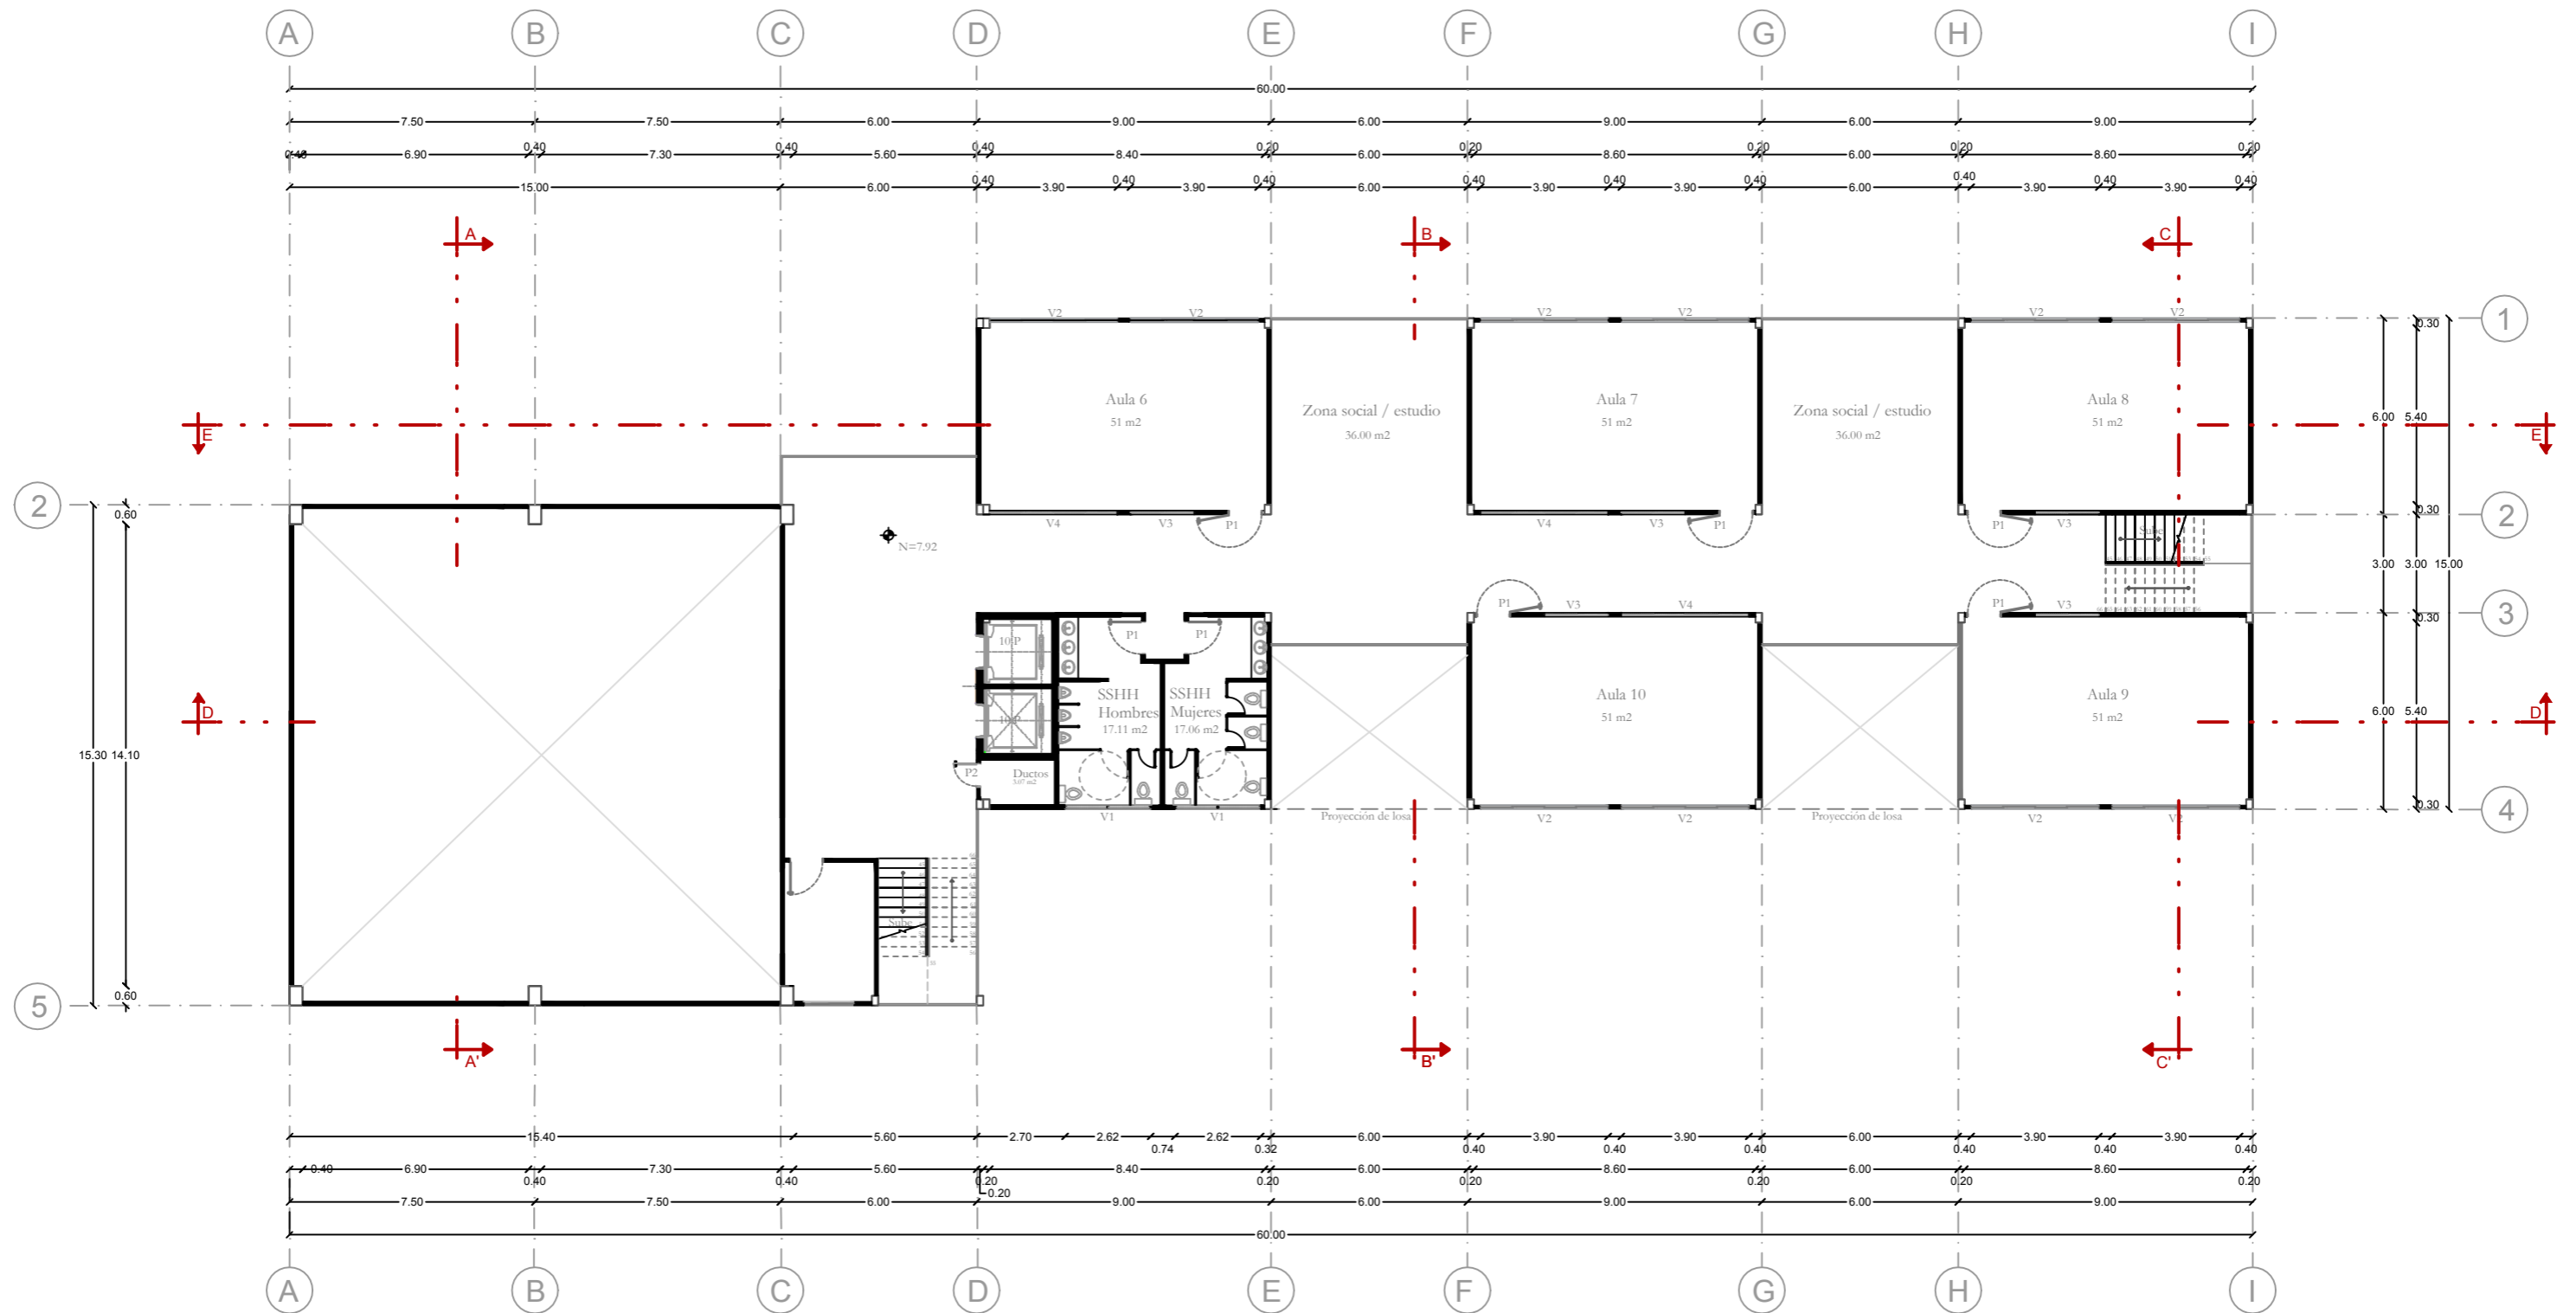 A B C D E F G H I
60.00
7.50 7.50 6.00 9.00 6.00 9.00 6.00 9.00
0.40 6.90 0.40 7.30 0.40 5.60 0.40 8.40 0.20 6.00 0.20 8.60 0.20 6.00 0.20 8.60 0.20
15.00 6.00 0.40 3.90 0.40 3.90 0.40 6.00 0.40 3.90 0.40 3.90 0.40 6.00 0.40 3.90 0.40 3.90 0.40
A B C
V2 V2 V2 V2 V2 V2
0.30 1
Aula 6 Aula 7 Aula 8
51 m2 51 m2 51 m2
Zona social / estudio Zona social / estudio
36.00 m2 36.00 m2
6.00 5.40
E E
2 0.60 0.30 2
V4 V3 P1 V4 V3 P1 P1 V3 Sube
N=7.92
3.00 3.00 15.00
P1 V3 V4 P1 V3
0.30 3
10 P P1 P1
SSHH SSHH
Hombres Mujeres
17.11 m2 17.06 m2
10 P
Aula 10 Aula 9
51 m2 51 m2
6.00 5.40
D D
15.30 14.10
P2 Ductos
3.07 m2
0.30 4
V1 V1 Proyección de losa V2 V2 Proyección de losa V2 V2
Sube
5 0.60
A' B' C'
15.40 5.60 2.70 2.62 0.74 2.62 0.32 6.00 0.40 3.90 0.40 3.90 0.40 6.00 0.40 3.90 0.40 3.90 0.40
0.40 6.90 0.40 7.30 0.40 5.60 0.20 0.20 8.40 0.20 6.00 0.20 8.60 0.20 6.00 0.20 8.60 0.20
7.50 7.50 6.00 9.00 6.00 9.00 6.00 9.00
60.00
A B C D E F G H I